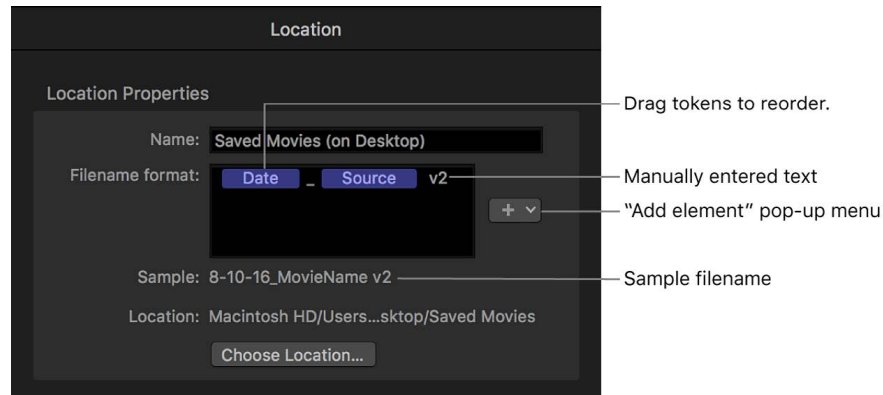 Location
Location Properties
Drag tokens to reorder.
Name: Saved Movies (on Desktop)
Filename format: Date _ Source v2
Manually entered text
+
“Add element” pop-up menu
Sample: 8-10-16_MovieName v2
Sample filename
Location: Macintosh HD/Users...sktop/Saved Movies
Choose Location...